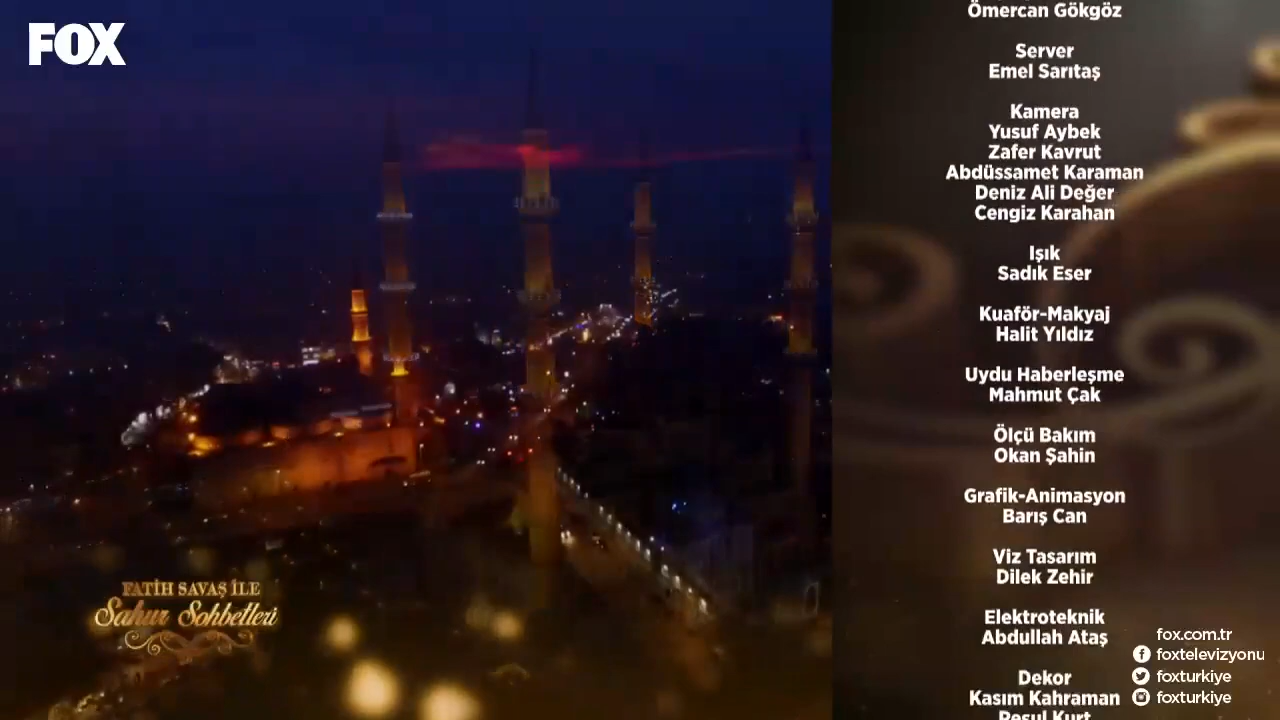 FOX
FATİH SAVAŞ İLE
Sahur Sohbetleri
Ömercan Gökgöz
Server
Emel Sarıtaş
Kamera
Yusuf Aybek
Zafer Kavrut
Abdüssamet Karaman
Deniz Ali Değer
Cengiz Karahan
Işık
Sadık Eser
Kuaför-Makyaj
Halit Yıldız
Uydu Haberleşme
Mahmut Çak
Ölçü Bakım
Okan Şahin
Grafik-Animasyon
Barış Can
Viz Tasarım
Dilek Zehir
Elektroteknik
Abdullah Ataş
Dekor
Kasım Kahraman
Resul Kurt
fox.com.tr
foxtelevizyonu
foxturkiye
foxturkiye